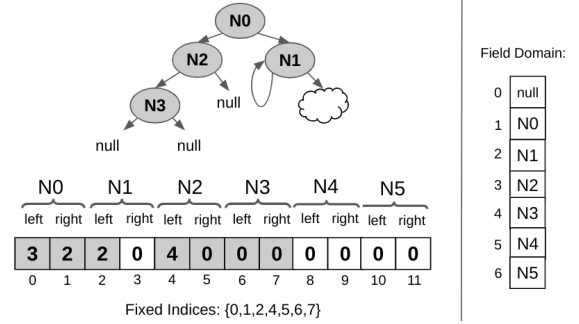 N0
N2
N1
N3
null
null
null
N0 N1 N2 N3 N4 N5
left right left right left right left right left right left right
3 2 2 0 4 0 0 0 0 0 0 0
0 1 2 3 4 5 6 7 8 9 10 11
Fixed Indices: {0,1,2,4,5,6,7}
Field Domain:
0 null
1 N0
2 N1
3 N2
4 N3
5 N4
6 N5